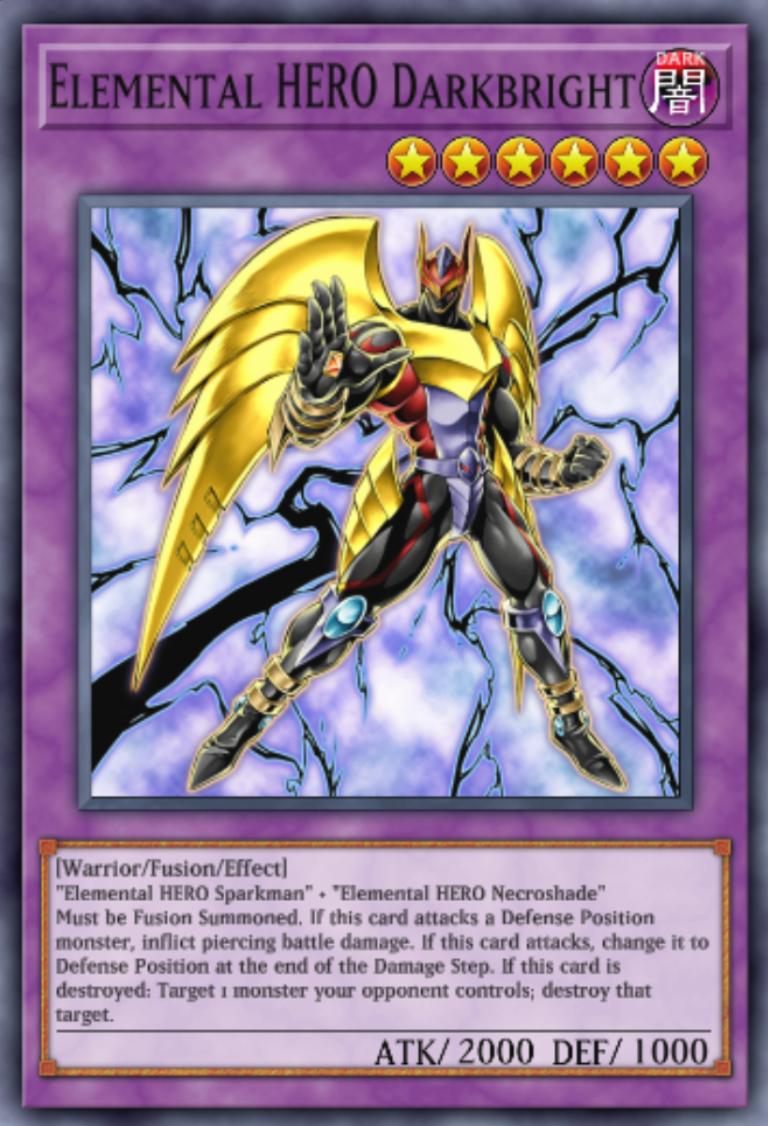 ELEMENTAL HERO DARKBRIGHT
DARK
闇
[Warrior/Fusion/Effect]
"Elemental HERO Sparkman" + "Elemental HERO Necroshade"
Must be Fusion Summoned. If this card attacks a Defense Position
monster, inflict piercing battle damage. If this card attacks, change it to
Defense Position at the end of the Damage Step. If this card is
destroyed: Target 1 monster your opponent controls; destroy that
target.
ATK/ 2000 DEF/ 1000